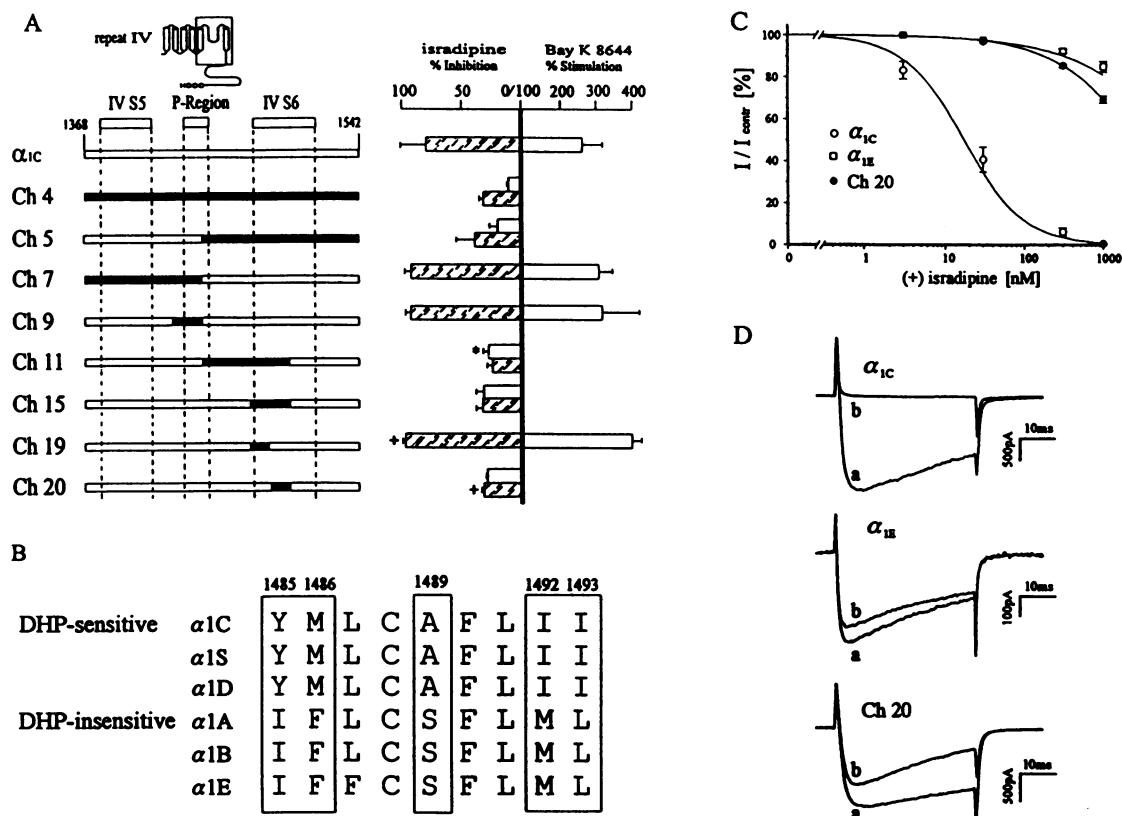 A
repeat IV
HOOC
isradipine
% Inhibition
Bay K 8644
% Stimulation
100 50 0/100 200 300 400
IV S5 P-Region IV S6
1368 1542
α1C
Ch 4
Ch 5
Ch 7
Ch 9
Ch 11 *
Ch 15
Ch 19 +
Ch 20 +
B
1485 1486 1489 1492 1493
DHP-sensitive α1C Y M L C A F L I I
α1S Y M L C A F L I I
α1D Y M L C A F L I I
DHP-insensitive α1A I F L C S F L M L
α1B I F L C S F L M L
α1E I F F C S F L M L
C
I / I contr [%]
100
80
60
40
20
0
α1C
α1E
Ch 20
0 1 10 100 1000
(+) isradipine [nM]
D
α1C
b
a
10ms
500pA
α1E
b
a
10ms
100pA
Ch 20
b
a
10ms
500pA